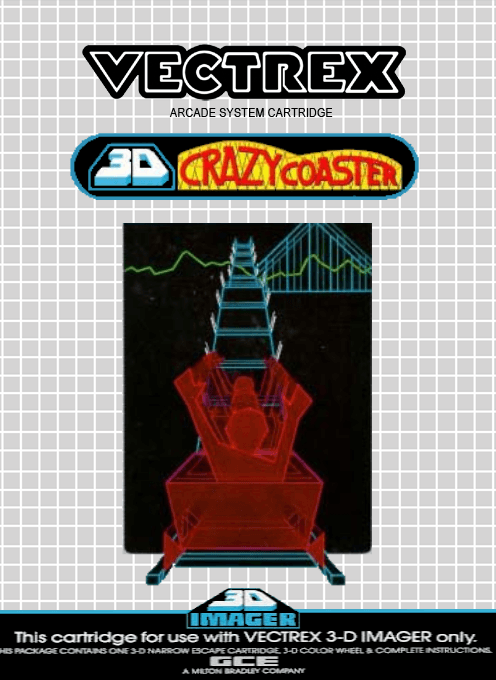 VECTREX
ARCADE SYSTEM CARTRIDGE
3D CRAZY COASTER
3D
IMAGER
This cartridge for use with VECTREX 3-D IMAGER only.
HIS PACKAGE CONTAINS ONE 3-D NARROW ESCAPE CARTRIDGE, 3-D COLOR WHEEL & COMPLETE INSTRUCTIONS.
GCE
A MILTON BRADLEY COMPANY